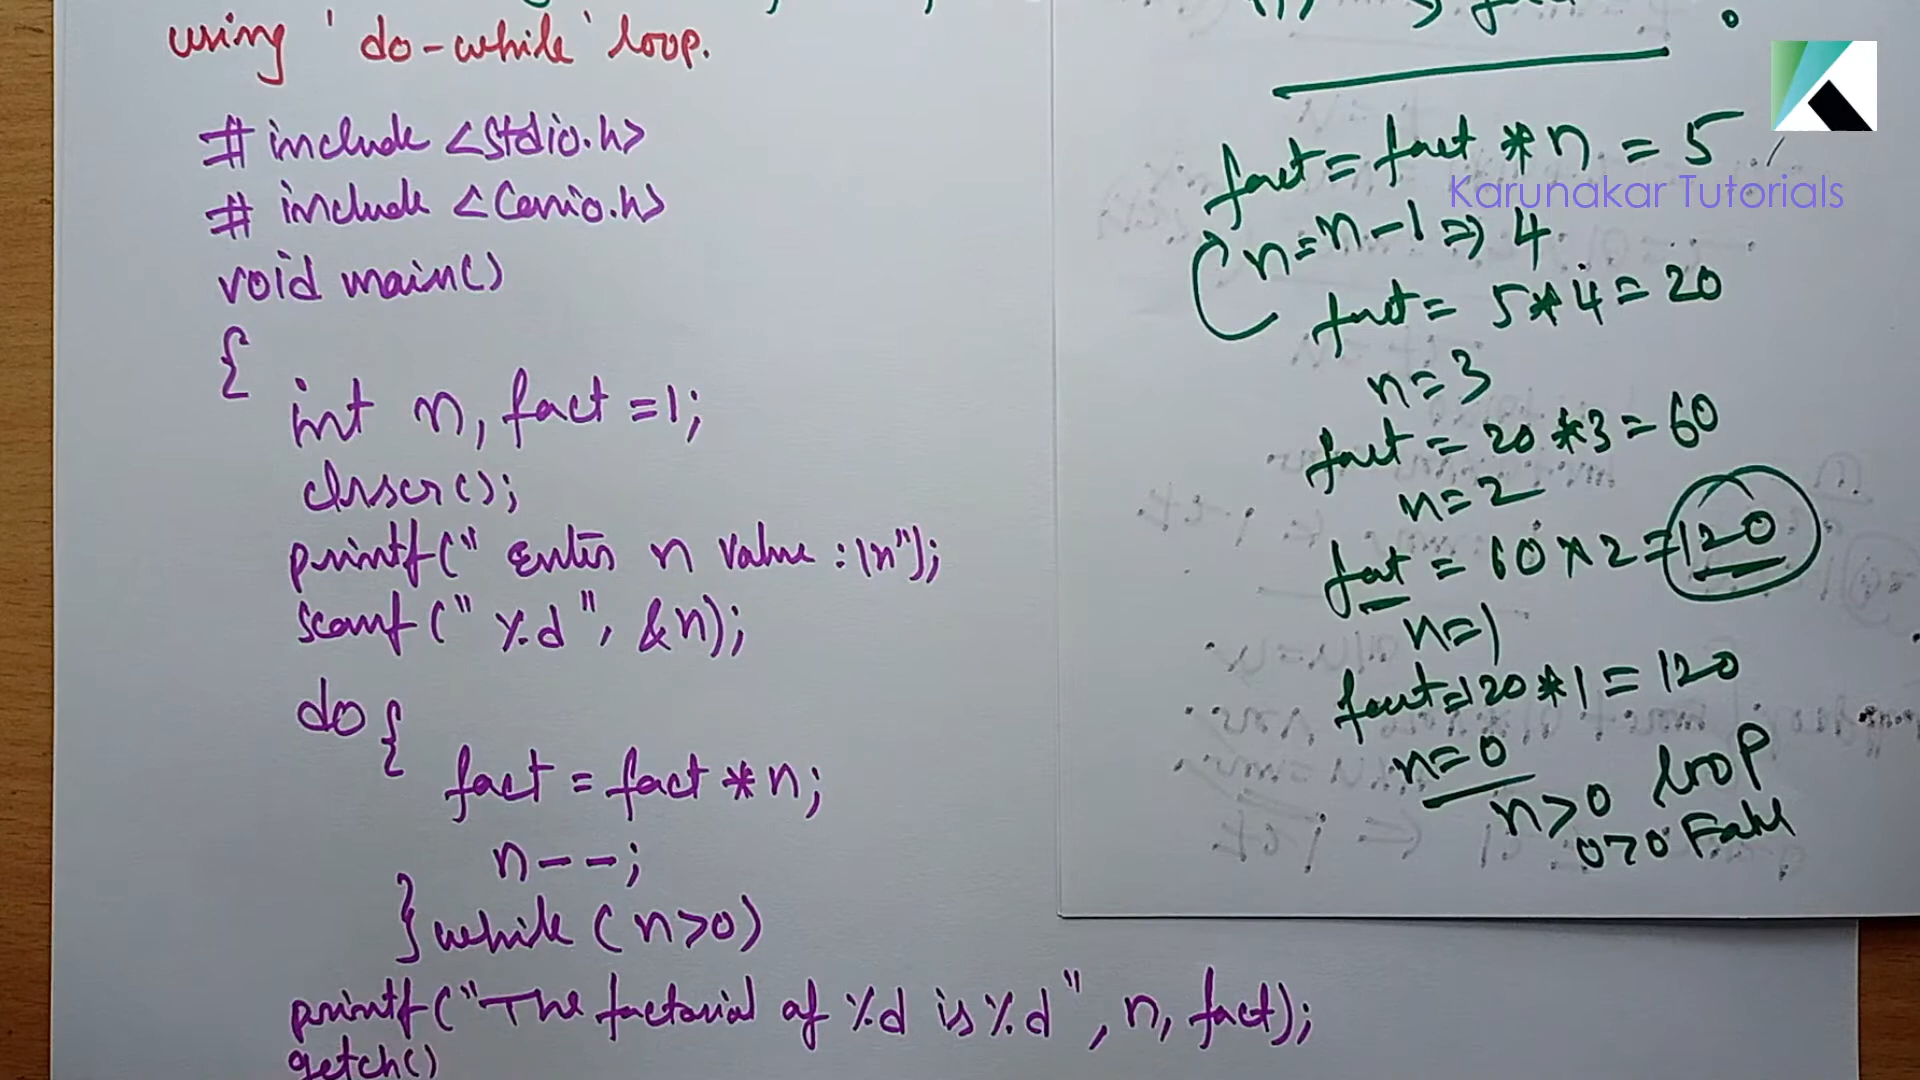 using 'do-while' loop.
# include <Stdio.h>
# include <Conio.h>
void main()
{
int n, fact =1;
clrscr();
printf(" Enter n value :\n");
scanf (" %d", &n);
do {
fact = fact * n;
n--;
} while (n>0)
printf("The factorial of %d is %d", n, fact);
getch()
fact = fact * n = 5
Karunakar Tutorials
n=n-1 => 4
fact= 5*4=20
n=3
fact = 20 *3=60
n=2
fat = 60 * 2 = 120
n=1
fact=120 * 1 = 120
n=0
n>0 loop
0>0 False